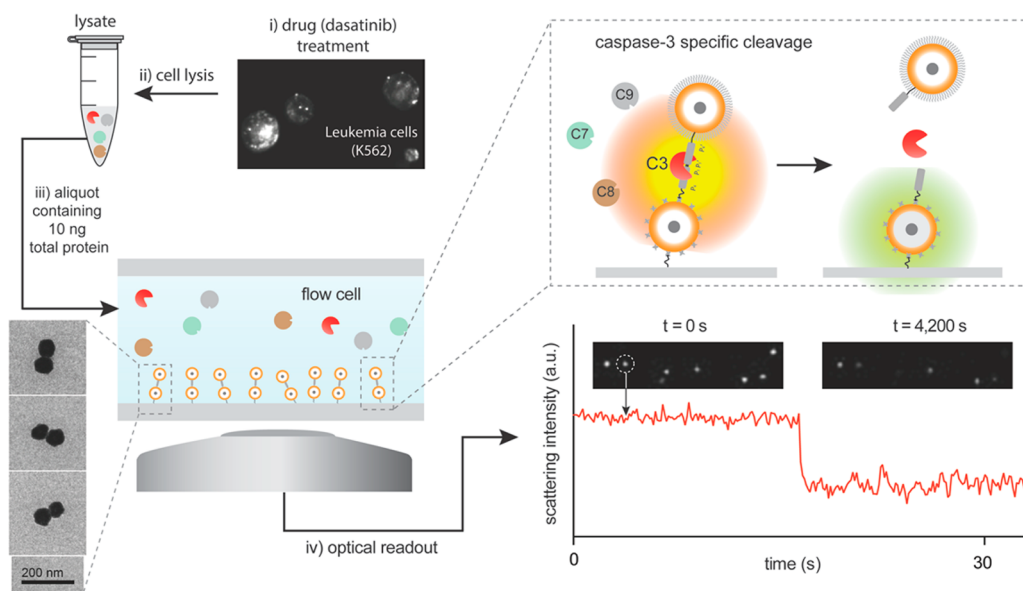 lysate
i) drug (dasatinib)
treatment
ii) cell lysis
Leukemia cells
(K562)
iii) aliquot
containing
10 ng
total protein
flow cell
200 nm
iv) optical readout
caspase-3 specific cleavage
C9
C7
C3
C8
t = 0 s
t = 4,200 s
scattering intensity (a.u.)
0
time (s)
30